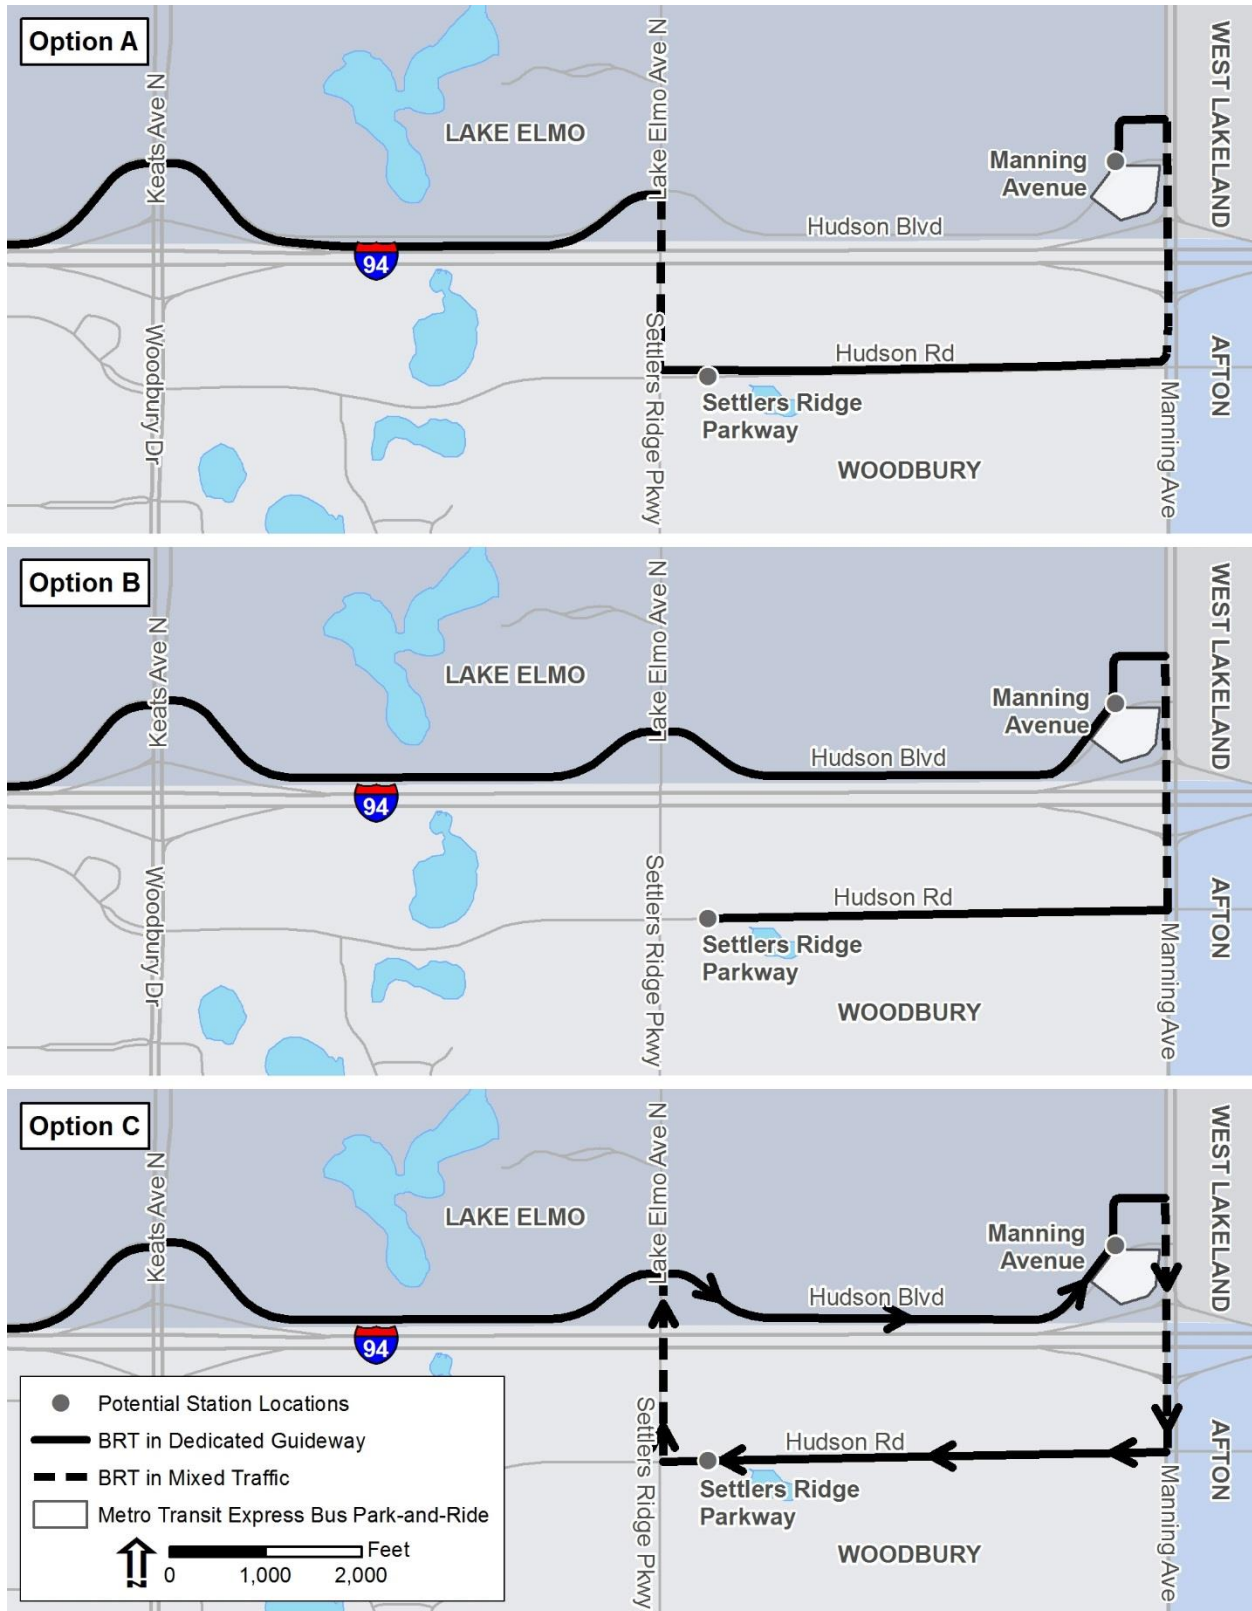 Option A
Keats Ave N
Lake Elmo Ave N
WEST LAKELAND
LAKE ELMO
Manning
Avenue
Hudson Blvd
94
Woodbury Dr
Settlers Ridge Pkwy
Hudson Rd
AFTON
Settlers Ridge
Parkway
Manning Ave
WOODBURY
Option B
Keats Ave N
Lake Elmo Ave N
WEST LAKELAND
LAKE ELMO
Manning
Avenue
Hudson Blvd
94
Woodbury Dr
Settlers Ridge Pkwy
Hudson Rd
AFTON
Settlers Ridge
Parkway
Manning Ave
WOODBURY
Option C
Keats Ave N
Lake Elmo Ave N
WEST LAKELAND
LAKE ELMO
Manning
Avenue
Hudson Blvd
94
Settlers Ridge Pkwy
Hudson Rd
AFTON
Settlers Ridge
Parkway
Manning Ave
WOODBURY
Potential Station Locations
BRT in Dedicated Guideway
BRT in Mixed Traffic
Metro Transit Express Bus Park-and-Ride
N
Feet
0 1,000 2,000